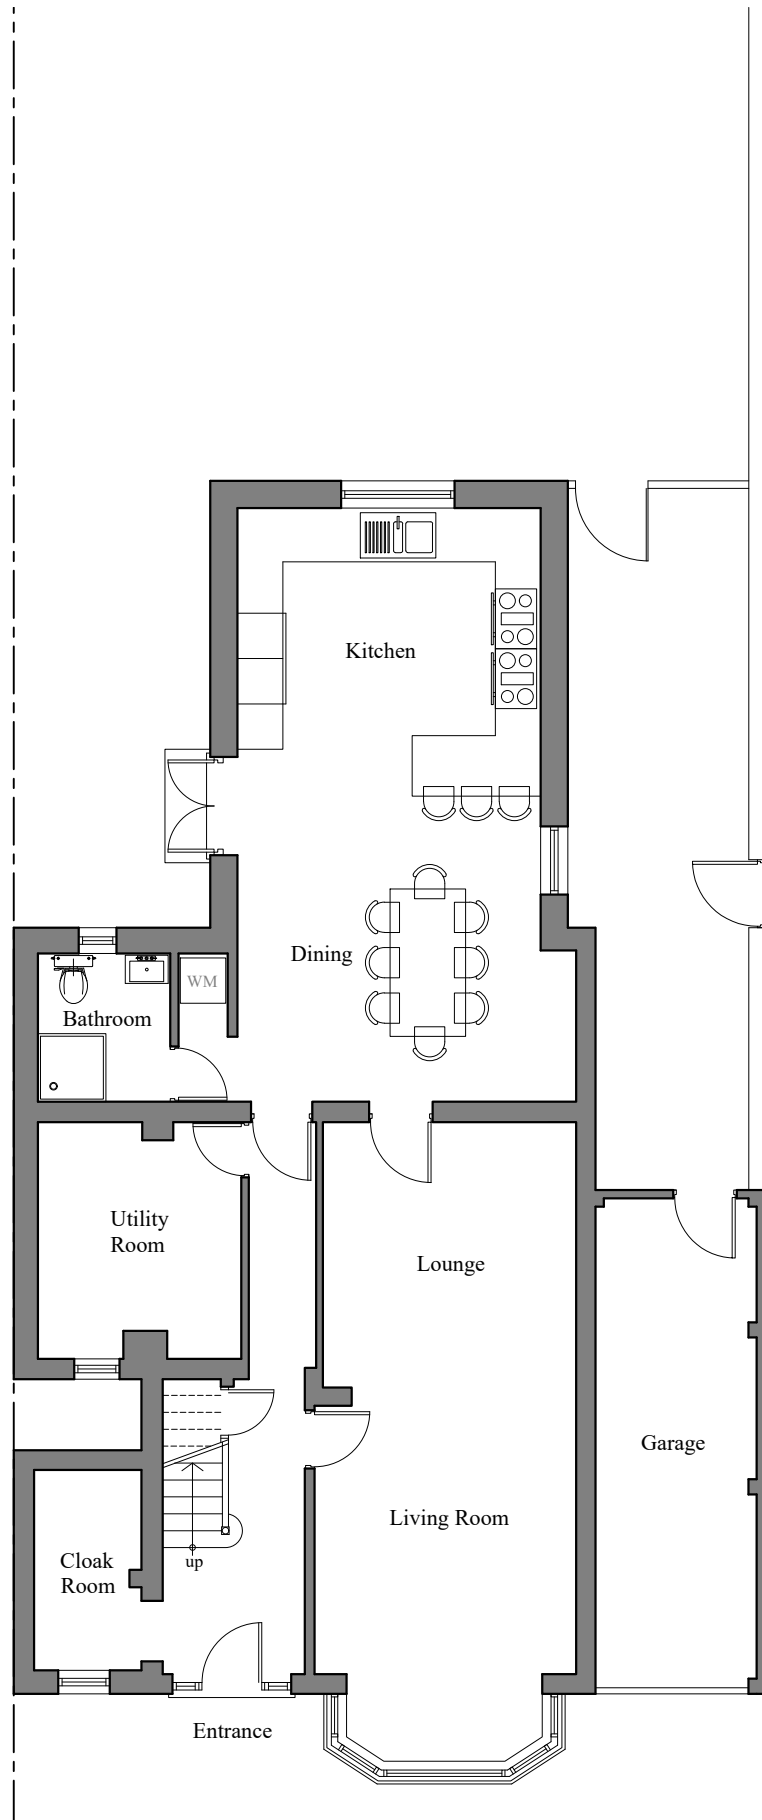 Kitchen
Dining
WM
Bathroom
Utility
Room
Lounge
Garage
Living Room
Cloak
Room
up
Entrance